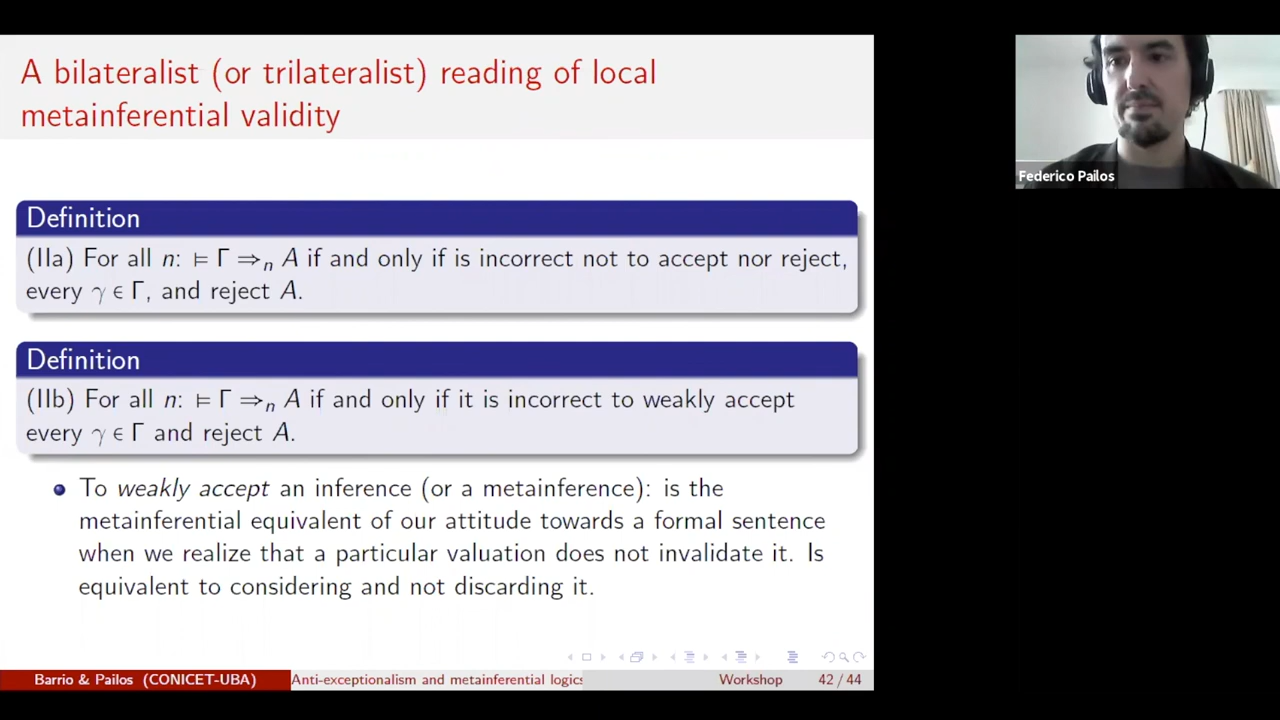 A bilateralist (or trilateralist) reading of local
metainferential validity
Federico Pailos
Definition
(IIa) For all n: ⊨ Γ ⇒ₙ A if and only if is incorrect not to accept nor reject,
every γ ∈ Γ, and reject A.
Definition
(IIb) For all n: ⊨ Γ ⇒ₙ A if and only if it is incorrect to weakly accept
every γ ∈ Γ and reject A.
To weakly accept an inference (or a metainference): is the
metainferential equivalent of our attitude towards a formal sentence
when we realize that a particular valuation does not invalidate it. Is
equivalent to considering and not discarding it.
Barrio & Pailos (CONICET-UBA) Anti-exceptionalism and metainferential logics Workshop 42 / 44